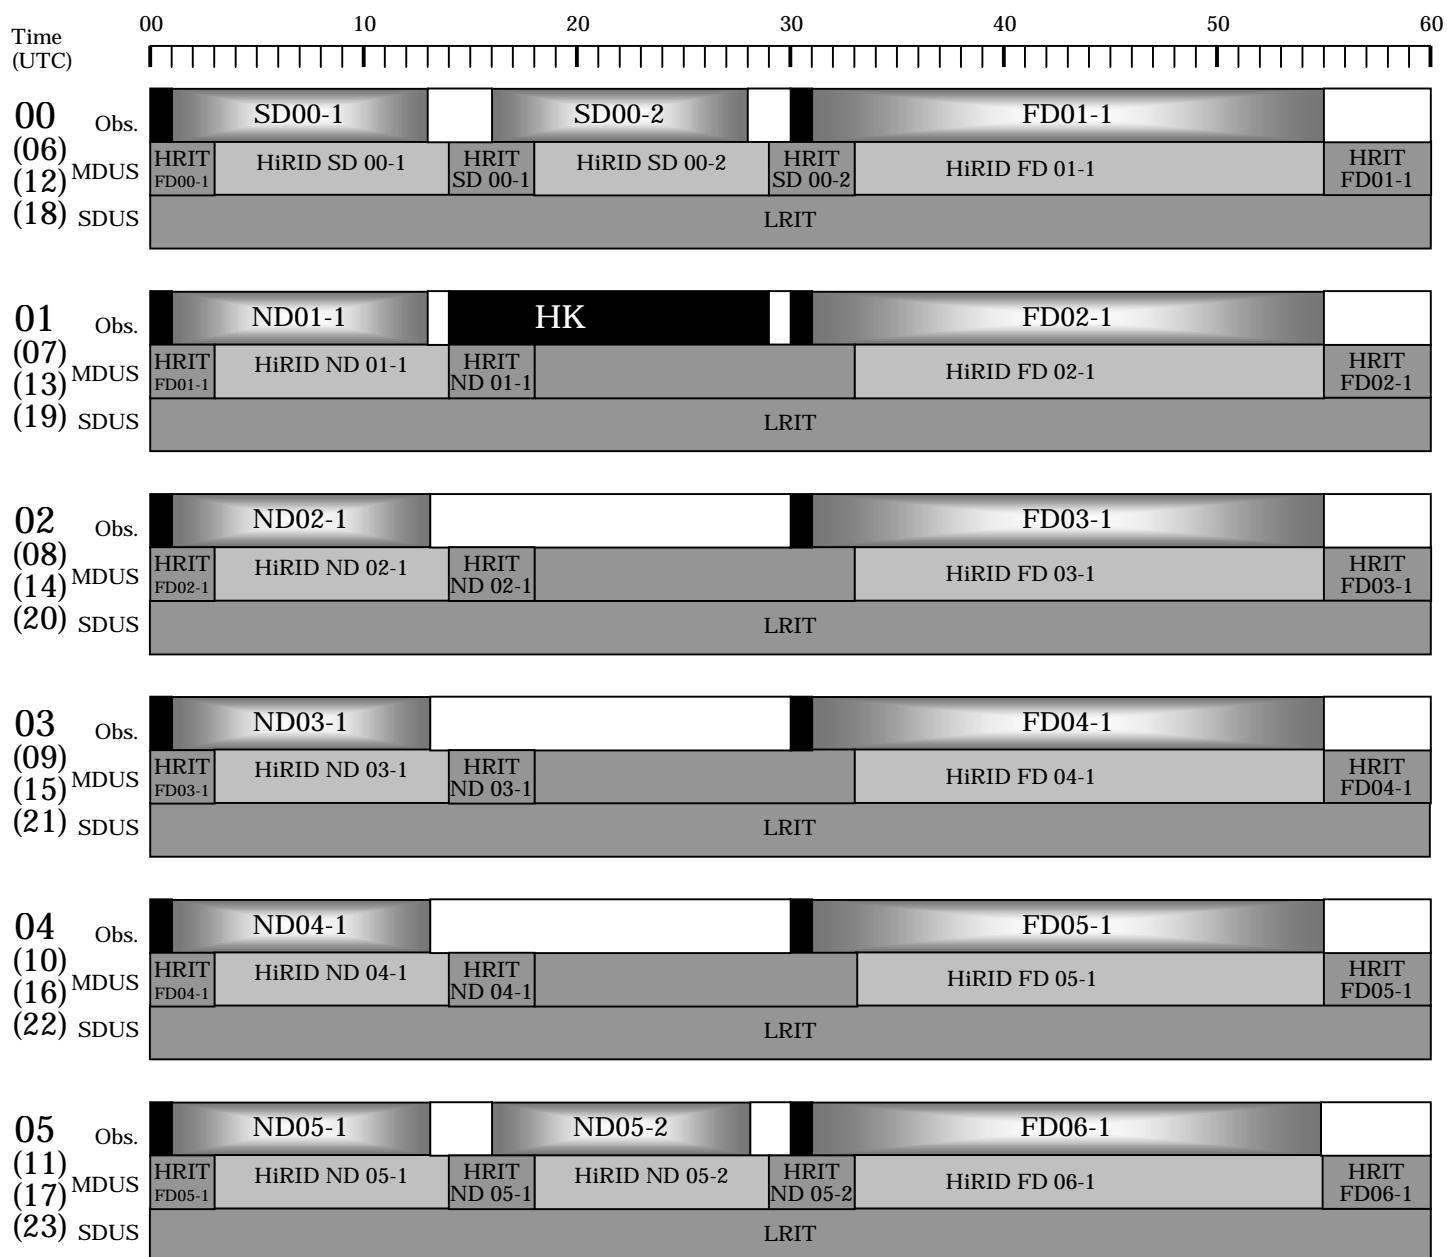 00 10 20 30 40 50 60
Time
(UTC)
00 Obs. SD00-1 SD00-2 FD01-1
(06)
(12) MDUS HRIT FD00-1 HiRID SD 00-1 HRIT SD 00-1 HiRID SD 00-2 HRIT SD 00-2 HiRID FD 01-1 HRIT FD01-1
(18) SDUS LRIT
01 Obs. ND01-1 HK FD02-1
(07)
(13) MDUS HRIT FD01-1 HiRID ND 01-1 HRIT ND 01-1 HiRID FD 02-1 HRIT FD02-1
(19) SDUS LRIT
02 Obs. ND02-1 FD03-1
(08)
(14) MDUS HRIT FD02-1 HiRID ND 02-1 HRIT ND 02-1 HiRID FD 03-1 HRIT FD03-1
(20) SDUS LRIT
03 Obs. ND03-1 FD04-1
(09)
(15) MDUS HRIT FD03-1 HiRID ND 03-1 HRIT ND 03-1 HiRID FD 04-1 HRIT FD04-1
(21) SDUS LRIT
04 Obs. ND04-1 FD05-1
(10)
(16) MDUS HRIT FD04-1 HiRID ND 04-1 HRIT ND 04-1 HiRID FD 05-1 HRIT FD05-1
(22) SDUS LRIT
05 Obs. ND05-1 ND05-2 FD06-1
(11)
(17) MDUS HRIT FD05-1 HiRID ND 05-1 HRIT ND 05-1 HiRID ND 05-2 HRIT ND 05-2 HiRID FD 06-1 HRIT FD06-1
(23) SDUS LRIT